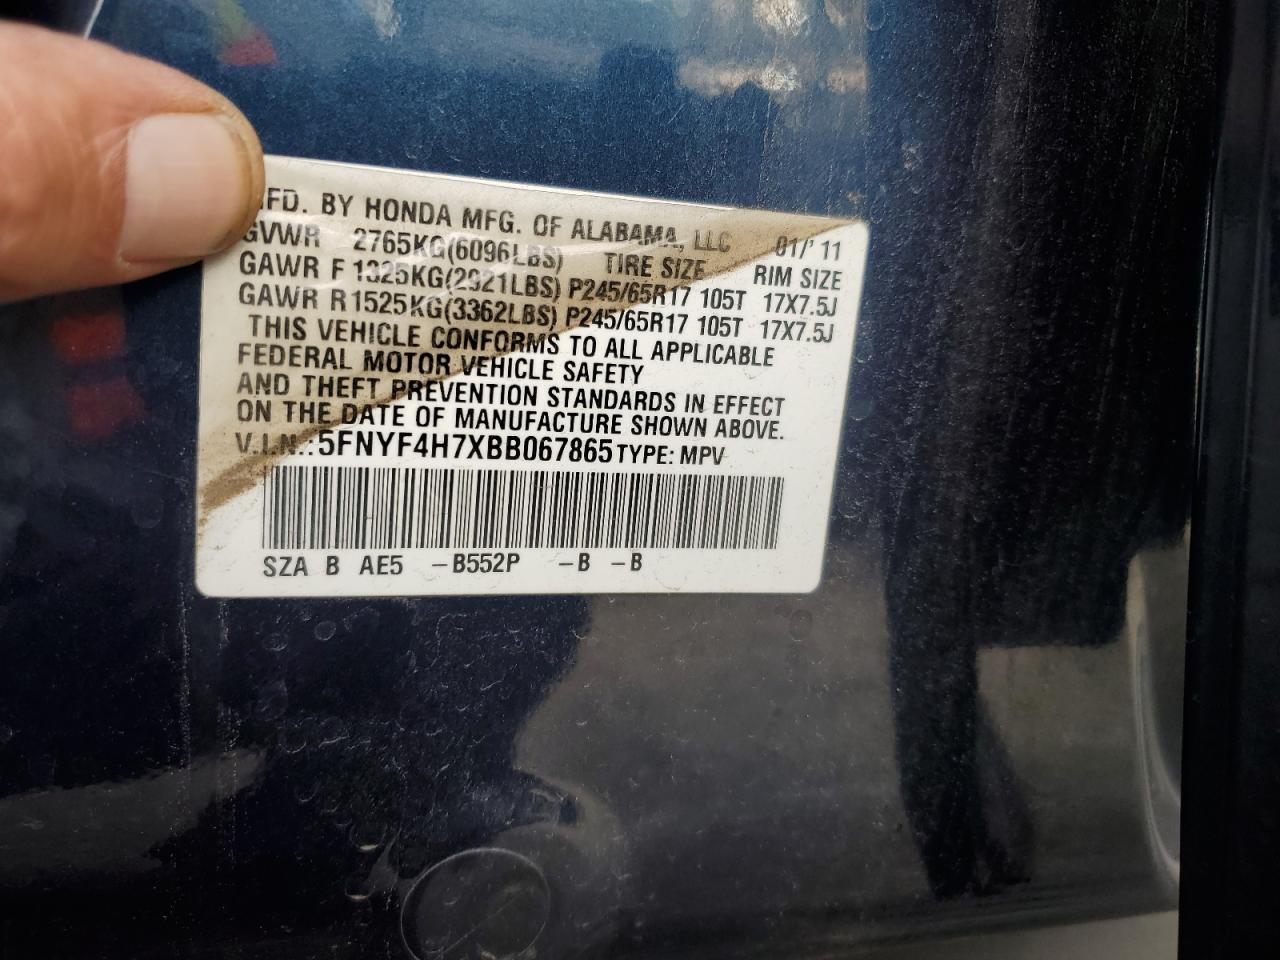 MFD. BY HONDA MFG. OF ALABAMA, LLC 01/'11
GVWR 2765KG(6096LBS) TIRE SIZE RIM SIZE
GAWR F 1325KG(2921LBS) P245/65R17 105T 17X7.5J
GAWR R1525KG(3362LBS) P245/65R17 105T 17X7.5J
THIS VEHICLE CONFORMS TO ALL APPLICABLE
FEDERAL MOTOR VEHICLE SAFETY
AND THEFT PREVENTION STANDARDS IN EFFECT
ON THE DATE OF MANUFACTURE SHOWN ABOVE.
V.I.N.:5FNYF4H7XBB067865 TYPE: MPV
SZA B AE5 -B552P -B -B